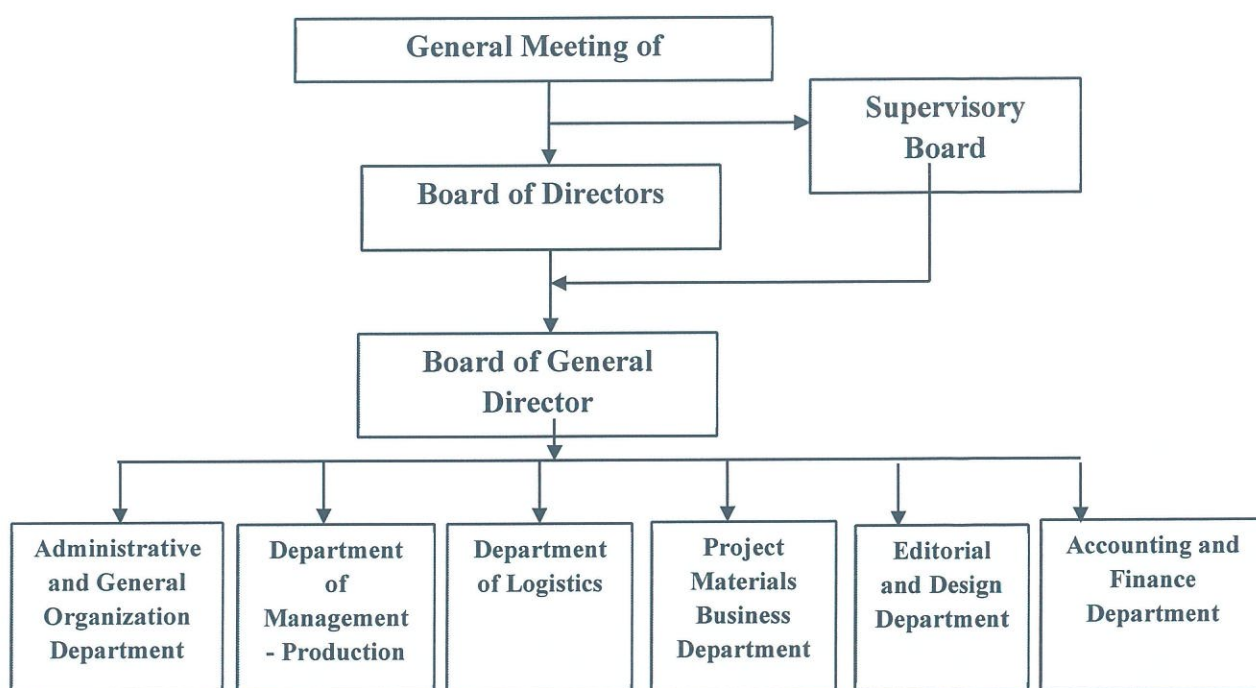 General Meeting of
Supervisory
Board
Board of Directors
Board of General
Director
Administrative
and General
Organization
Department
Department
of
Management
- Production
Department
of Logistics
Project
Materials
Business
Department
Editorial
and Design
Department
Accounting and
Finance
Department